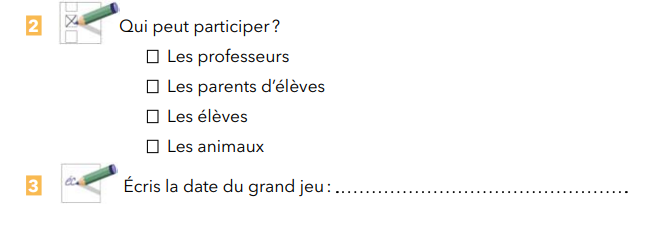 2 Qui peut participer ?
☐ Les professeurs
☐ Les parents d’élèves
☐ Les élèves
☐ Les animaux
3 Écris la date du grand jeu : ..................................................